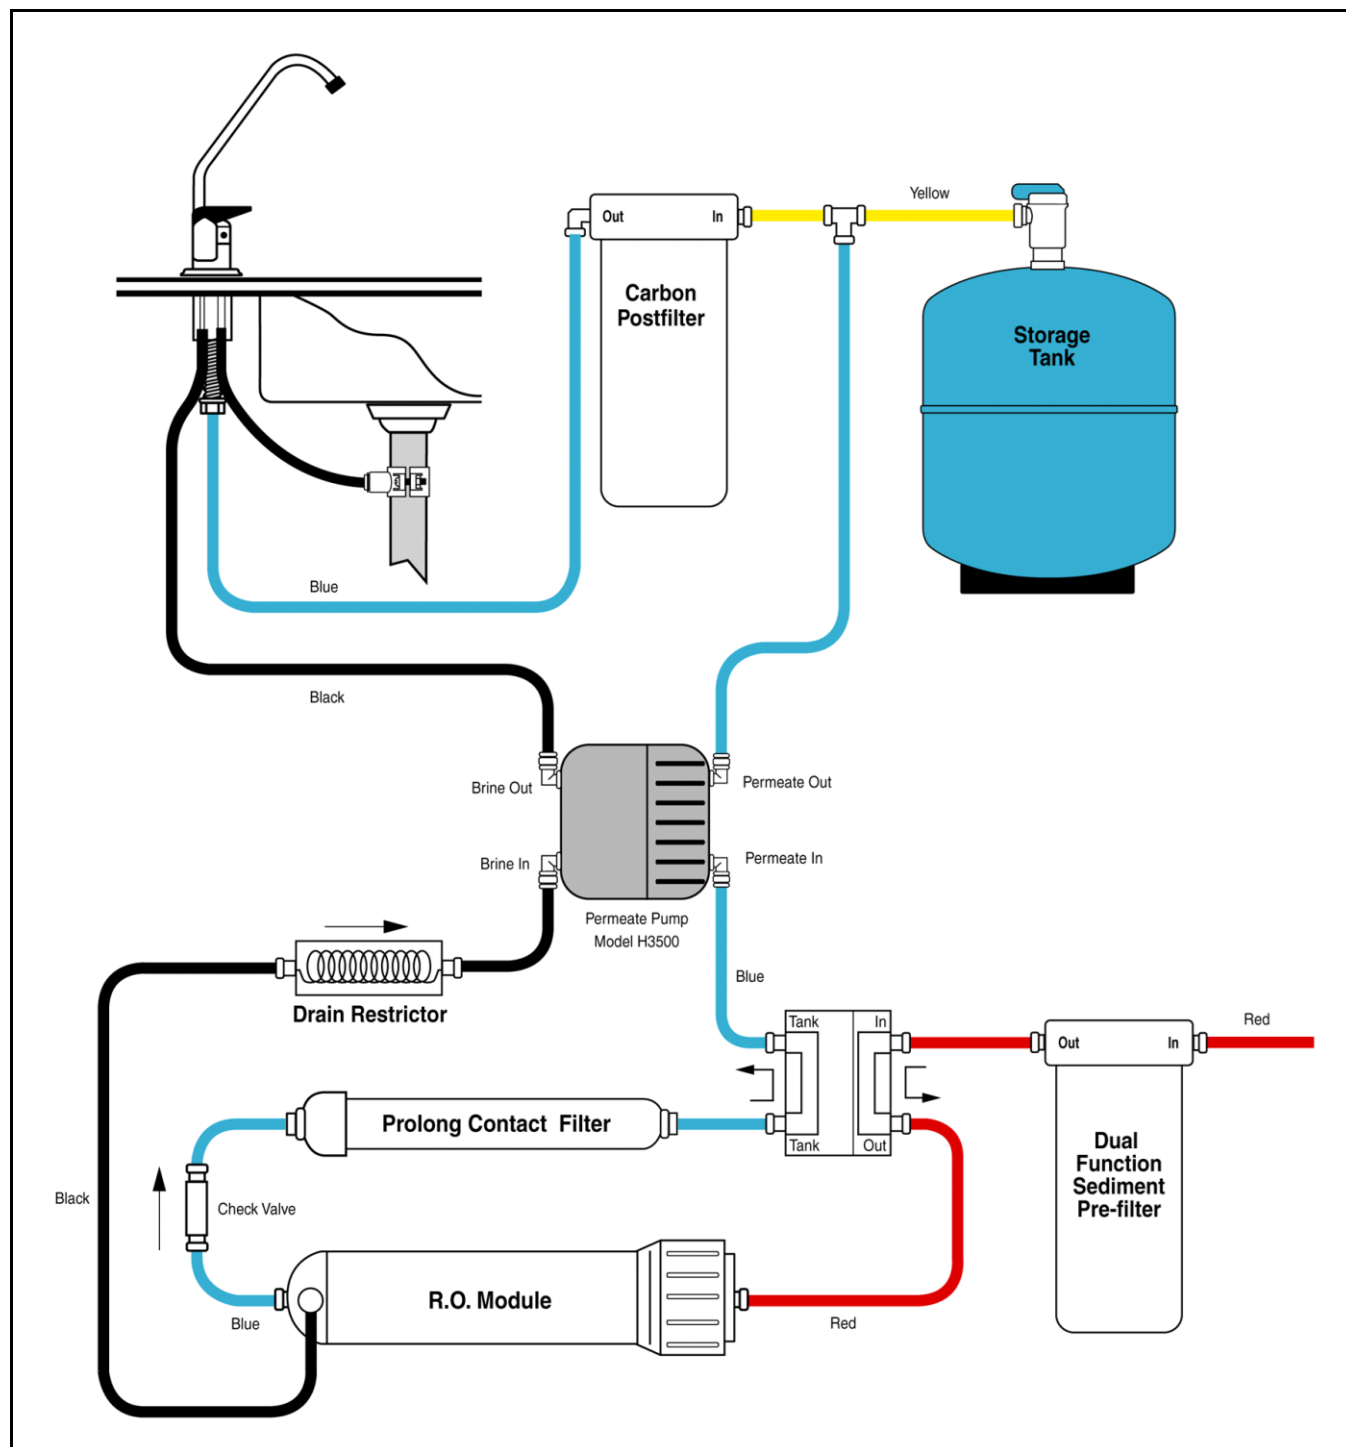 Yellow
Out
In
Carbon
Postfilter
Storage
Tank
Blue
Black
Brine Out
Permeate Out
Brine In
Permeate In
Permeate Pump
Model H3500
Blue
Drain Restrictor
Tank
In
Red
Out
In
Prolong Contact  Filter
Tank
Out
Dual
Function
Sediment
Pre-filter
Black
Check Valve
R.O. Module
Blue
Red